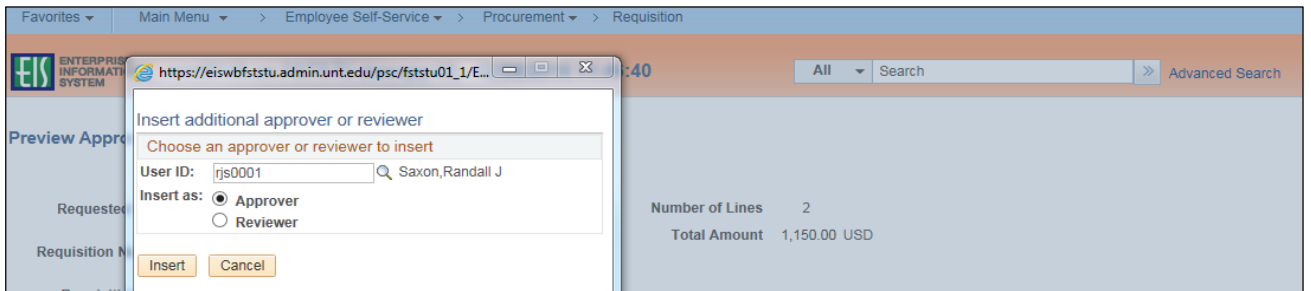 Favorites Main Menu > Employee Self-Service > Procurement > Requisition
EIS
ENTERPRIS
INFORMATI
SYSTEM
https://eiswbfststu.admin.unt.edu/psc/fststu01_1/E...
:40
All Search » Advanced Search
Insert additional approver or reviewer
Preview Appro
Choose an approver or reviewer to insert
User ID: rjs0001 Saxon,Randall J
Insert as: Approver
Reviewer
Requested Number of Lines 2
Total Amount 1,150.00 USD
Requisition N
Insert Cancel